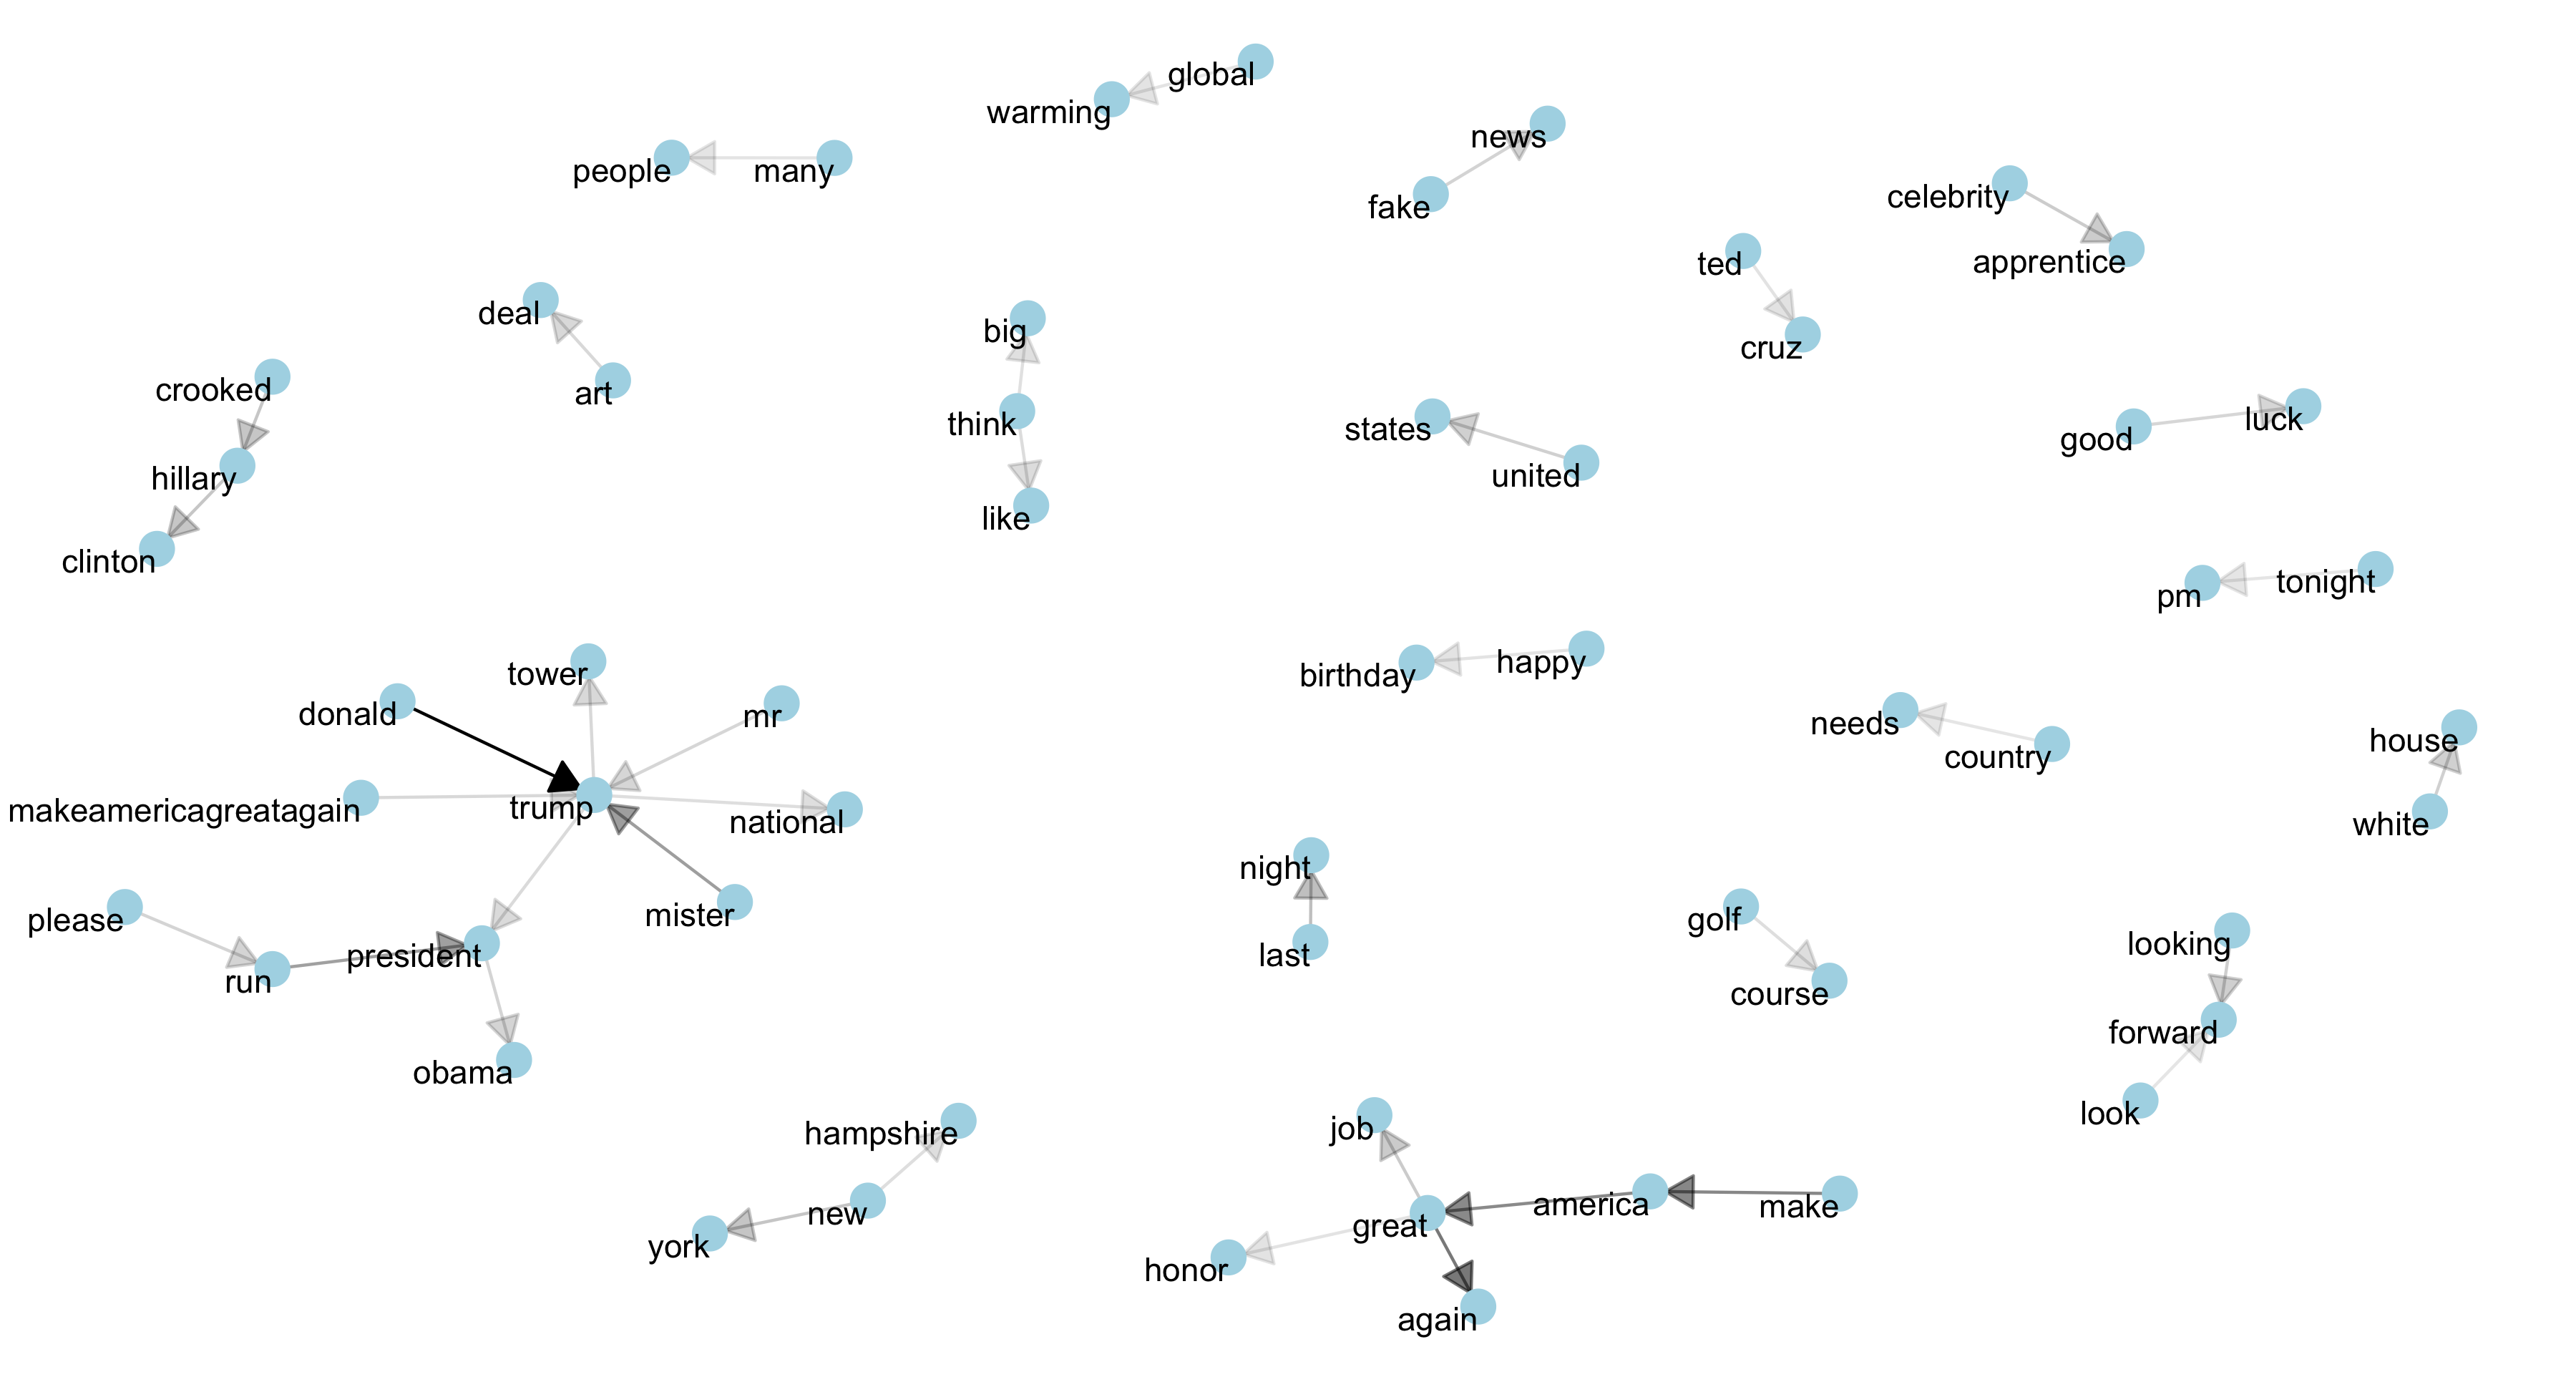 global
warming
news
people
many
celebrity
fake
apprentice
ted
deal
big
cruz
crooked
art
luck
think
states
good
united
hillary
like
clinton
tonight
pm
birthday
happy
tower
donald
mr
needs
house
country
makeamericagreatagain
trump
national
white
night
mister
please
golf
looking
president
last
run
course
forward
obama
look
job
hampshire
america
make
new
great
york
honor
again